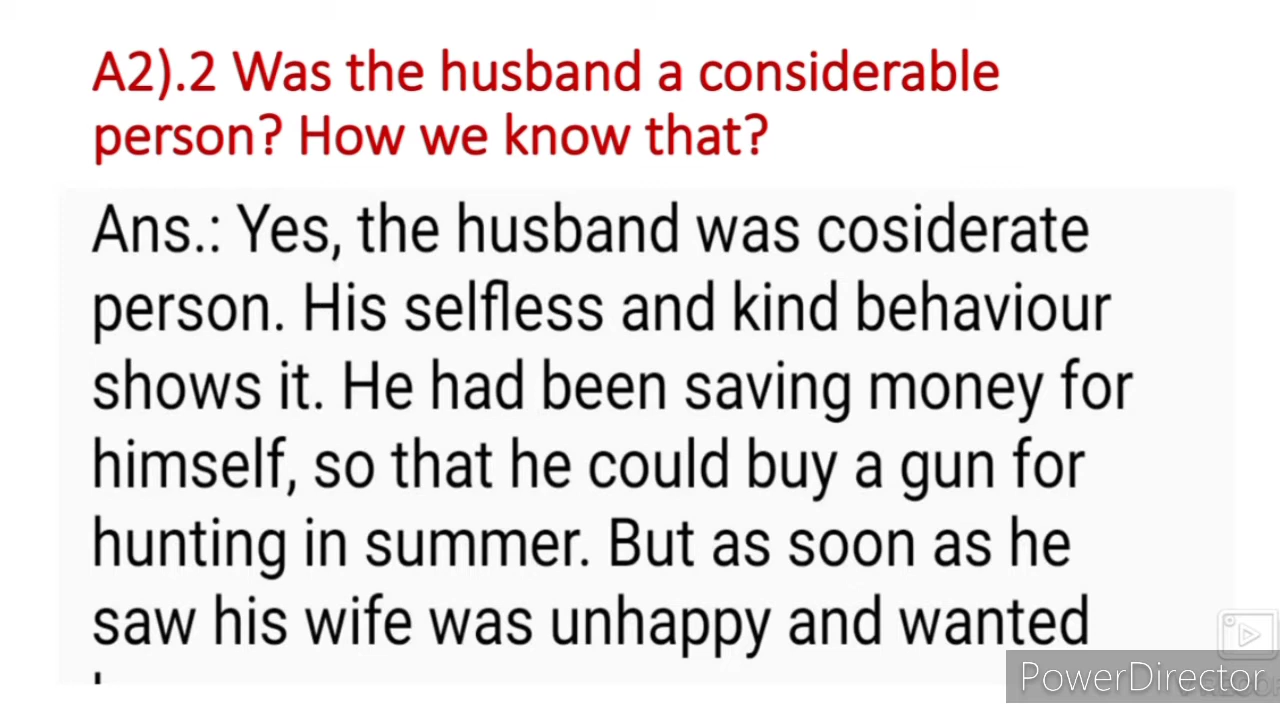 A2).2 Was the husband a considerable
person? How we know that?
Ans.: Yes, the husband was cosiderate
person. His selfless and kind behaviour
shows it. He had been saving money for
himself, so that he could buy a gun for
hunting in summer. But as soon as he
saw his wife was unhappy and wanted
PowerDirector